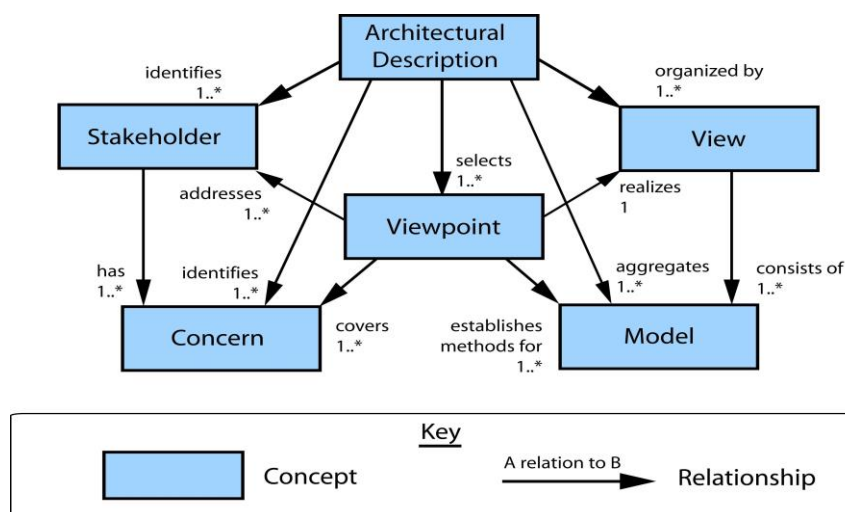 Architectural
Description
identifies
1..*
organized by
1..*
Stakeholder
View
selects
1..*
addresses
1..*
realizes
1
Viewpoint
has
1..*
identifies
1..*
aggregates
1..*
consists of
1..*
Concern
covers
1..*
establishes
methods for
1..*
Model
Key
Concept
A relation to B
Relationship